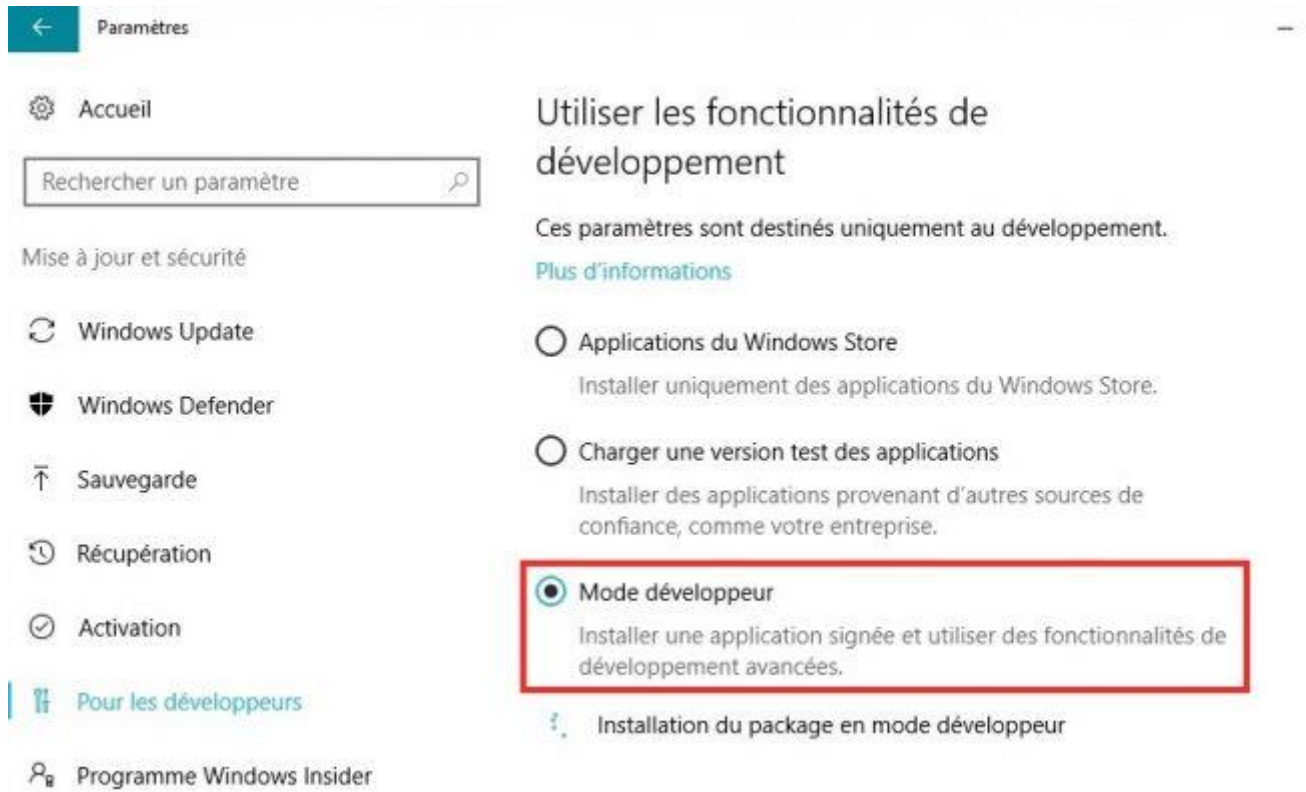 Paramètres
Accueil
Rechercher un paramètre
Mise à jour et sécurité
Windows Update
Windows Defender
Sauvegarde
Récupération
Activation
Pour les développeurs
Programme Windows Insider
Utiliser les fonctionnalités de
développement
Ces paramètres sont destinés uniquement au développement.
Plus d'informations
Applications du Windows Store
Installer uniquement des applications du Windows Store.
Charger une version test des applications
Installer des applications provenant d'autres sources de
confiance, comme votre entreprise.
Mode développeur
Installer une application signée et utiliser des fonctionnalités de
développement avancées.
Installation du package en mode développeur